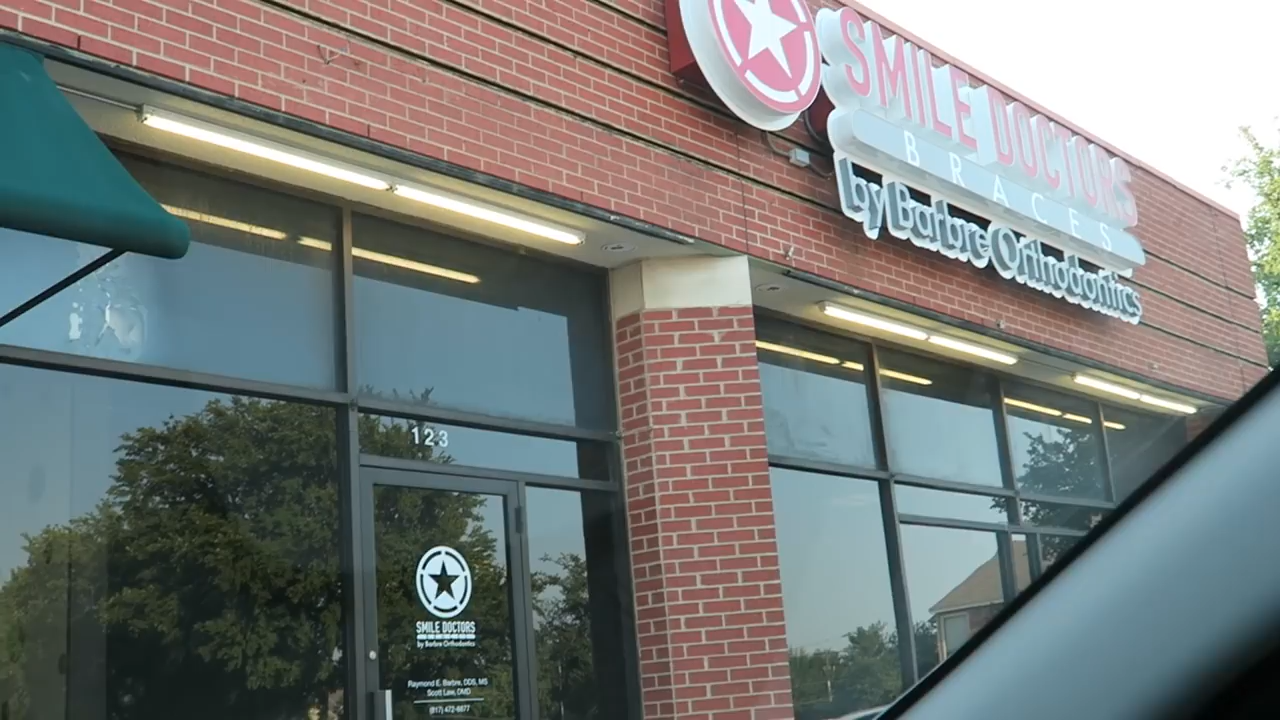 SMILE DOCTORS
BRACES
by Barbre Orthodontics
123
SMILE DOCTORS
by Barbre Orthodontics
Raymond E. Barbre, DDS, MS
Scott Law, DMD
(817) 472-8877